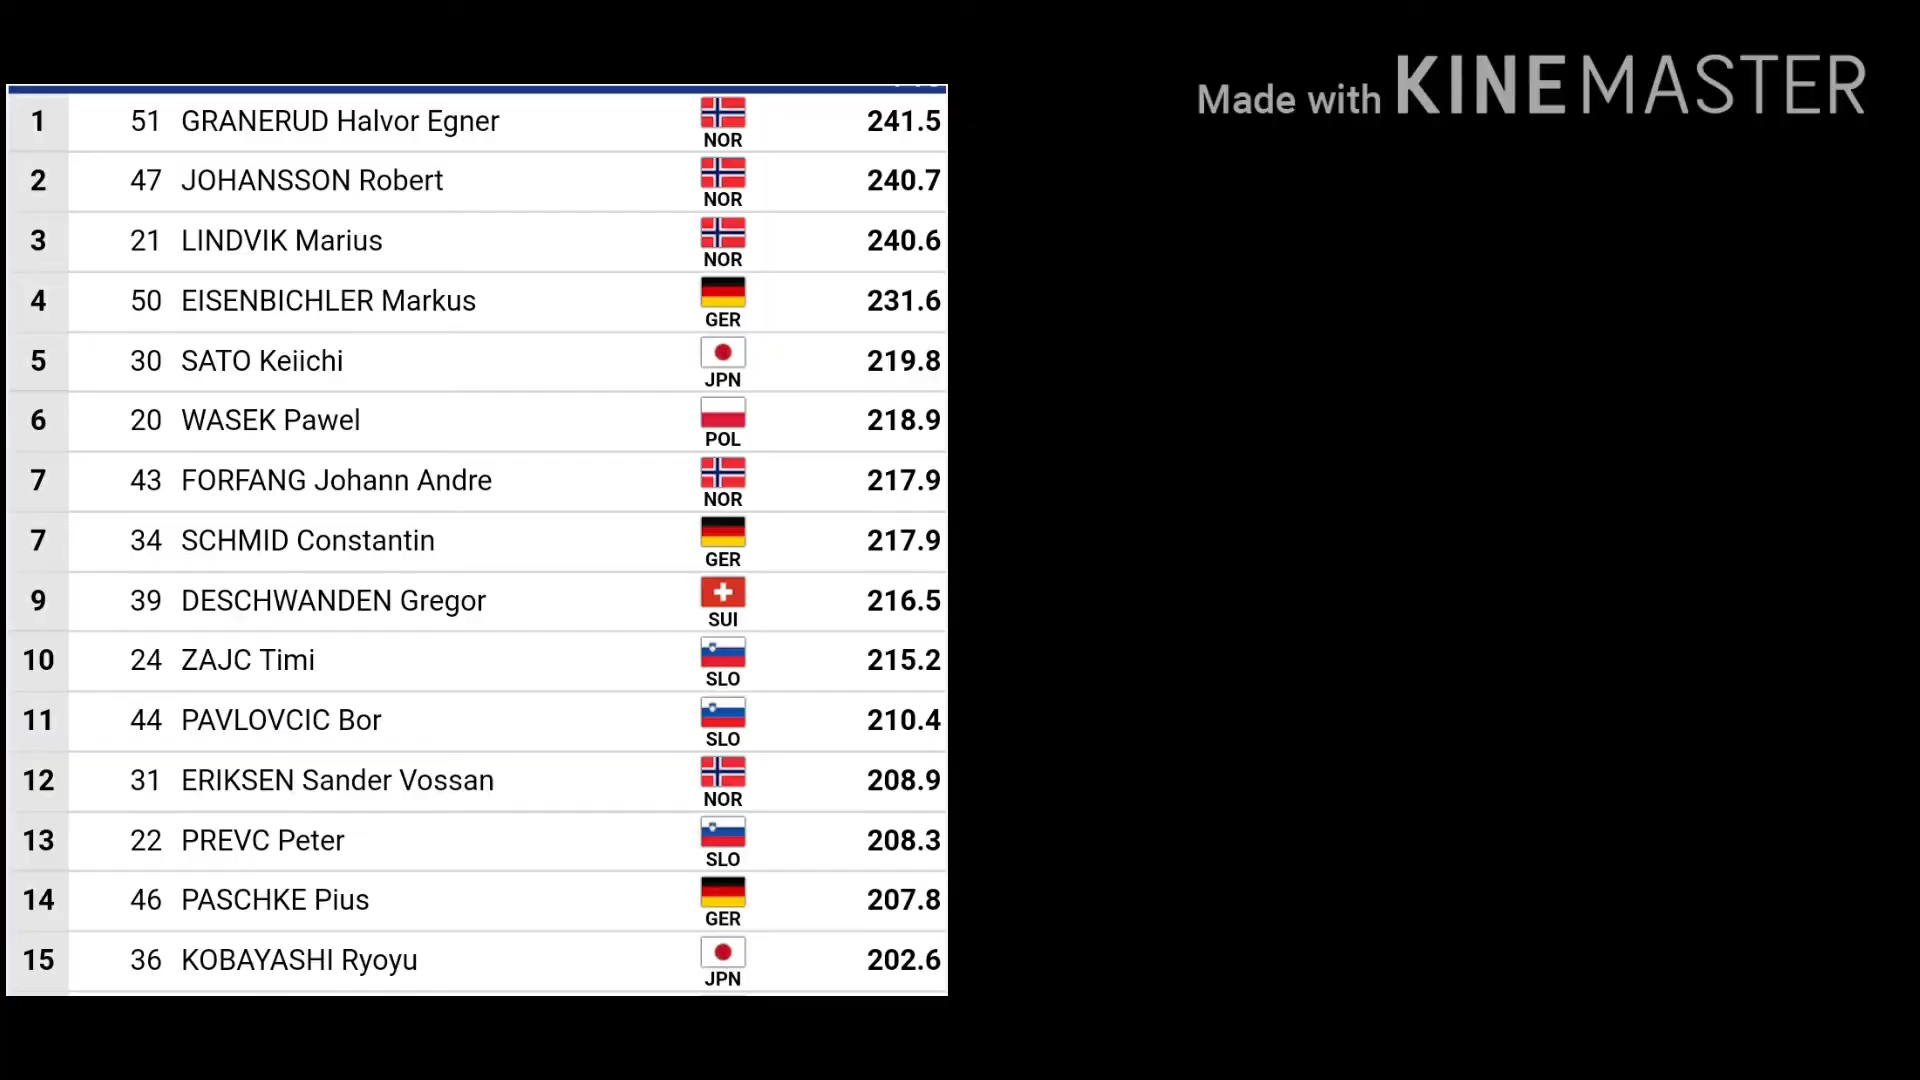 Made with KINEMASTER
1 51 GRANERUD Halvor Egner NOR 241.5
2 47 JOHANSSON Robert NOR 240.7
3 21 LINDVIK Marius NOR 240.6
4 50 EISENBICHLER Markus GER 231.6
5 30 SATO Keiichi JPN 219.8
6 20 WASEK Pawel POL 218.9
7 43 FORFANG Johann Andre NOR 217.9
7 34 SCHMID Constantin GER 217.9
9 39 DESCHWANDEN Gregor SUI 216.5
10 24 ZAJC Timi SLO 215.2
11 44 PAVLOVCIC Bor SLO 210.4
12 31 ERIKSEN Sander Vossan NOR 208.9
13 22 PREVC Peter SLO 208.3
14 46 PASCHKE Pius GER 207.8
15 36 KOBAYASHI Ryoyu JPN 202.6